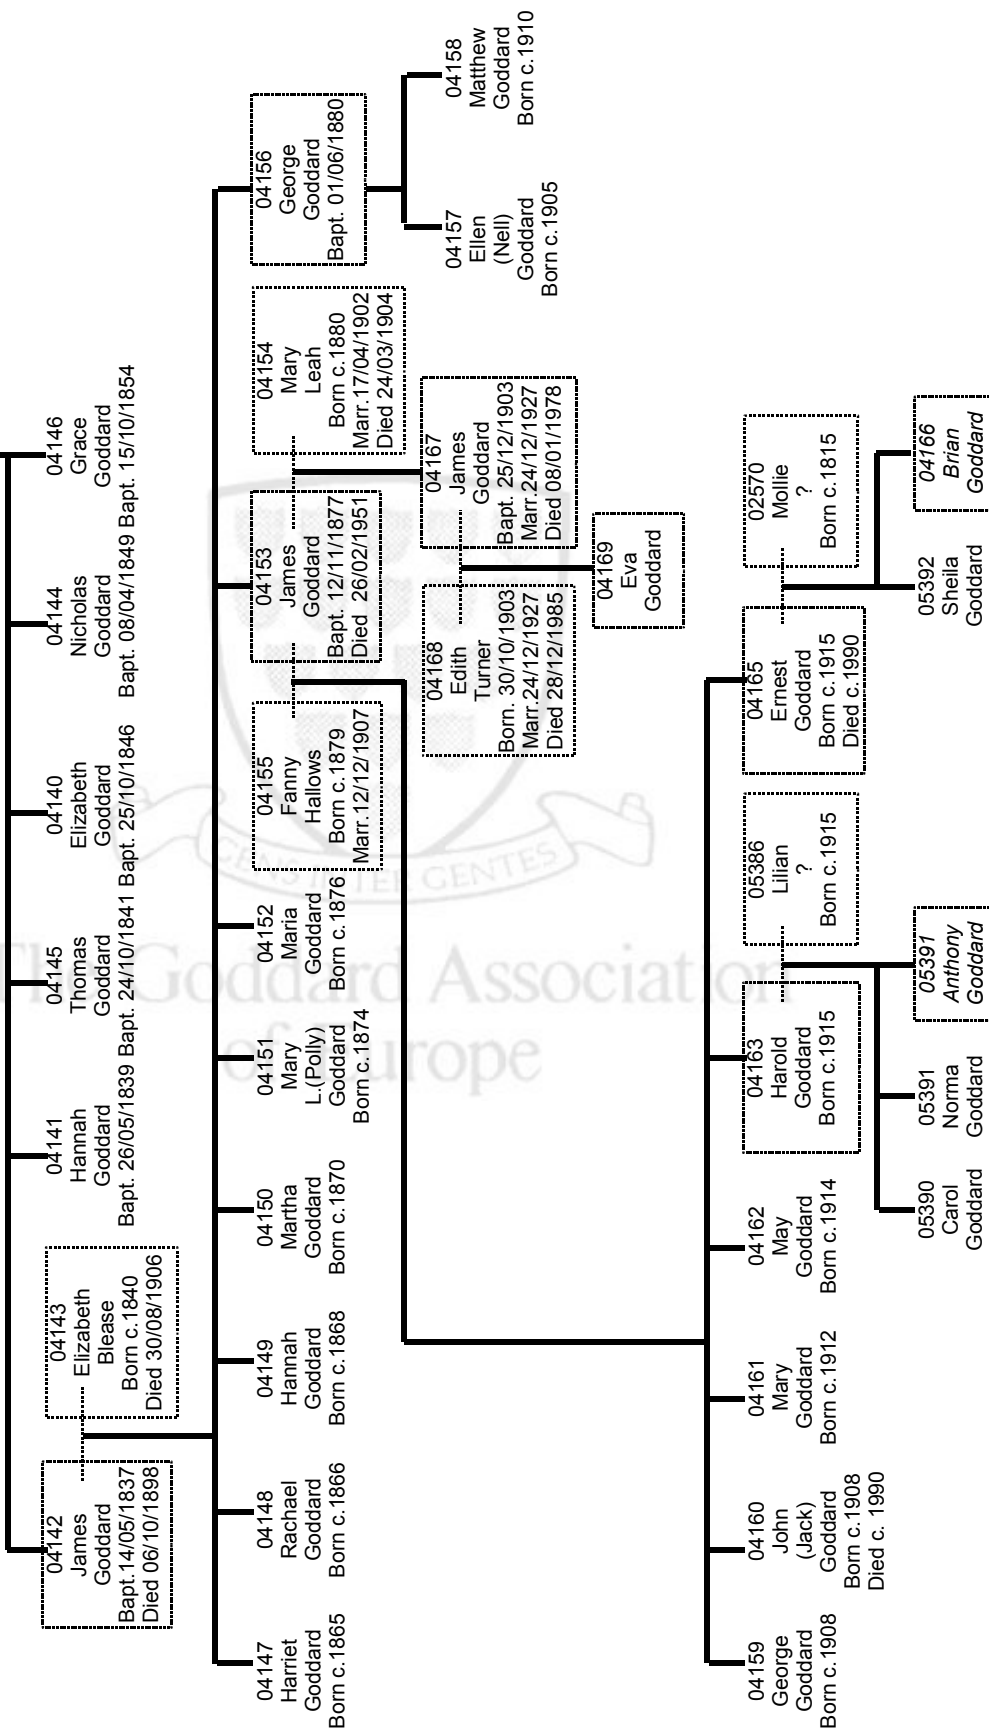 04142
James
Goddard
Bapt.14/05/1837
Died 06/10/1898
04143
Elizabeth
Blease
Born c.1840
Died 30/08/1906
04141
Hannah
Goddard
Bapt. 26/05/1839
04145
Thomas
Goddard
Bapt. 24/10/1841
04140
Elizabeth
Goddard
Bapt. 25/10/1846
04144
Nicholas
Goddard
Bapt. 08/04/1849
04146
Grace
Goddard
Bapt. 15/10/1854
04147
Harriet
Goddard
Born c.1865
04148
Rachael
Goddard
Born c.1866
04149
Hannah
Goddard
Born c.1868
04150
Martha
Goddard
Born c.1870
04151
Mary
L.(Polly)
Goddard
Born c.1874
04152
Maria
Goddard
Born c.1876
04155
Fanny
Hallows
Born c.1879
Marr.12/12/1907
04153
James
Goddard
Bapt. 12/11/1877
Died 26/02/1951
04154
Mary
Leah
Born c.1880
Marr.17/04/1902
Died 24/03/1904
04156
George
Goddard
Bapt. 01/06/1880
04168
Edith
Turner
Born. 30/10/1903
Marr.24/12/1927
Died 28/12/1985
04167
James
Goddard
Bapt. 25/12/1903
Marr.24/12/1927
Died 08/01/1978
04157
Ellen
(Nell)
Goddard
Born c.1905
04158
Matthew
Goddard
Born c.1910
04169
Eva
Goddard
04159
George
Goddard
Born c.1908
04160
John
(Jack)
Goddard
Born c.1908
Died c. 1990
04161
Mary
Goddard
Born c.1912
04162
May
Goddard
Born c.1914
04163
Harold
Goddard
Born c.1915
05386
Lilian
?
Born c.1915
04165
Ernest
Goddard
Born c.1915
Died c.1990
02570
Mollie
?
Born c.1815
05390
Carol
Goddard
05391
Norma
Goddard
05391
Anthony
Goddard
05392
Sheila
Goddard
04166
Brian
Goddard
GENS INTER GENTES
The Goddard Association
of Europe